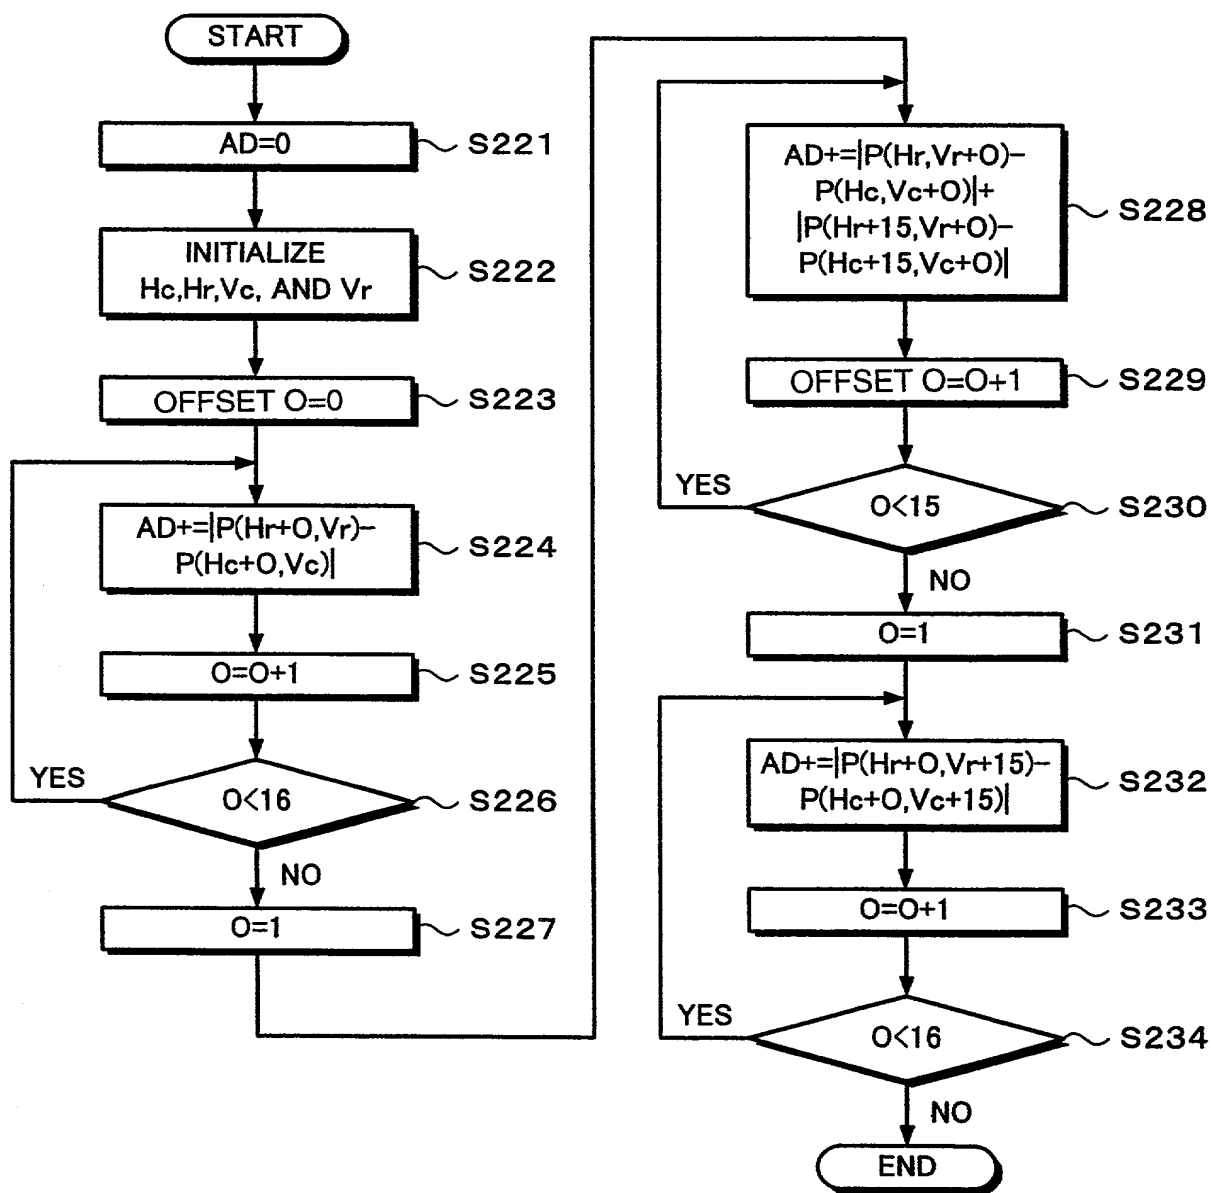 START
AD=0
S221
INITIALIZE
Hc,Hr,Vc, AND Vr
S222
OFFSET O=0
S223
AD+=|P(Hr+O,Vr)-
P(Hc+O,Vc)|
S224
O=O+1
S225
YES
O<16
S226
NO
O=1
S227
AD+=|P(Hr,Vr+O)-
P(Hc,Vc+O)|+
|P(Hr+15,Vr+O)-
P(Hc+15,Vc+O)|
S228
OFFSET O=O+1
S229
YES
O<15
S230
NO
O=1
S231
AD+=|P(Hr+O,Vr+15)-
P(Hc+O,Vc+15)|
S232
O=O+1
S233
YES
O<16
S234
NO
END